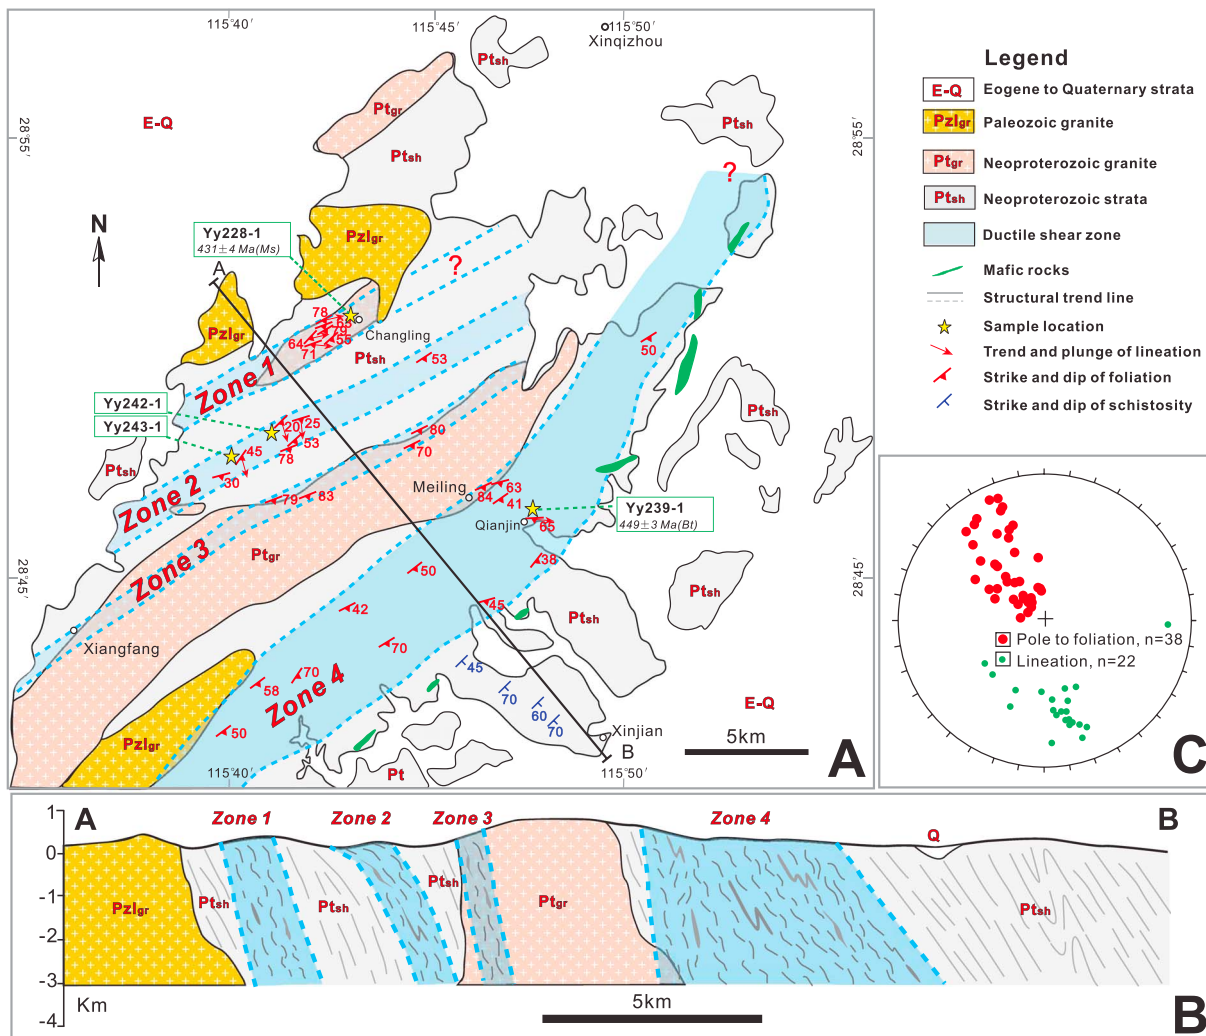 115°40′
115°45′
115°50′
Xinqizhou
Ptsh
Ptgr
E-Q
Ptsh
28°55′
28°55′
Ptsh
?
N
Yy228-1
431±4 Ma(Ms)
PzIgr
A
?
PzIgr
78
65
79
55
64
71
Changling
Ptsh
53
50
Zone 1
Yy242-1
Yy243-1
20
25
53
78
45
30
80
70
Ptsh
Ptsh
Zone 2
79
83
Meiling
84
63
41
Qianjin
65
Yy239-1
449±3 Ma(Bt)
Zone 3
Ptgr
50
38
28°45′
28°45′
42
45
Ptsh
Ptsh
Xiangfang
70
45
70
58
70
60
70
Zone 4
50
E-Q
PzIgr
Xinjian
B
5km
A
115°40′
Pt
115°50′
Legend
E-Q Eogene to Quaternary strata
PzIgr Paleozoic granite
Ptgr Neoproterozoic granite
Ptsh Neoproterozoic strata
Ductile shear zone
Mafic rocks
Structural trend line
Sample location
Trend and plunge of lineation
Strike and dip of foliation
Strike and dip of schistosity
Pole to foliation, n=38
Lineation, n=22
C
1
0
-1
-2
-3
-4
Km
A
Zone 1
Zone 2
Zone 3
Zone 4
B
Q
PzIgr
Ptsh
Ptsh
Ptsh
Ptgr
Ptsh
5km
B